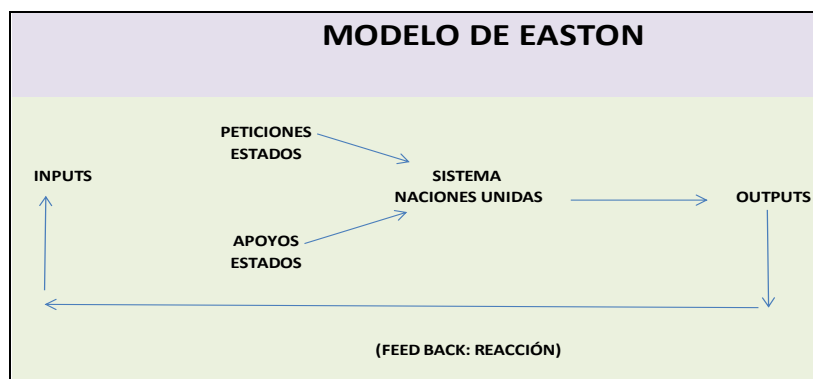 MODELO DE EASTON
PETICIONES
ESTADOS
INPUTS
SISTEMA
NACIONES UNIDAS
OUTPUTS
APOYOS
ESTADOS
(FEED BACK: REACCIÓN)